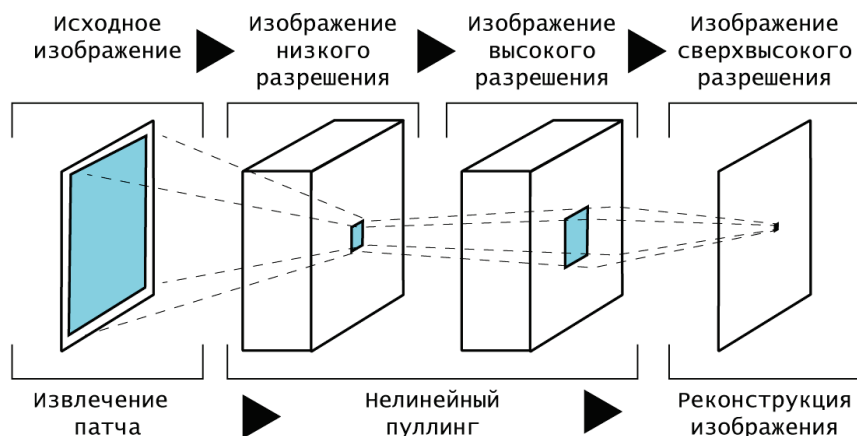 Исходное
изображение
Изображение
низкого
разрешения
Изображение
высокого
разрешения
Изображение
сверхвысокого
разрешения
Извлечение
патча
Нелинейный
пуллинг
Реконструкция
изображения